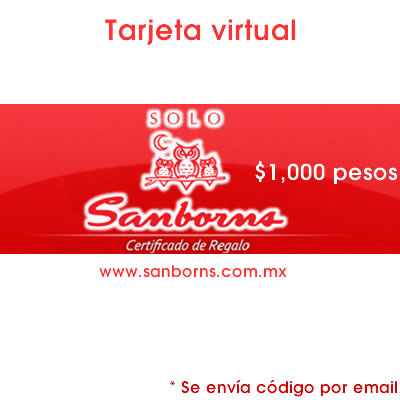 Tarjeta virtual
SOLO
$1,000 pesos
Sanborns
Certificado de Regalo
www.sanborns.com.mx
* Se envía código por email